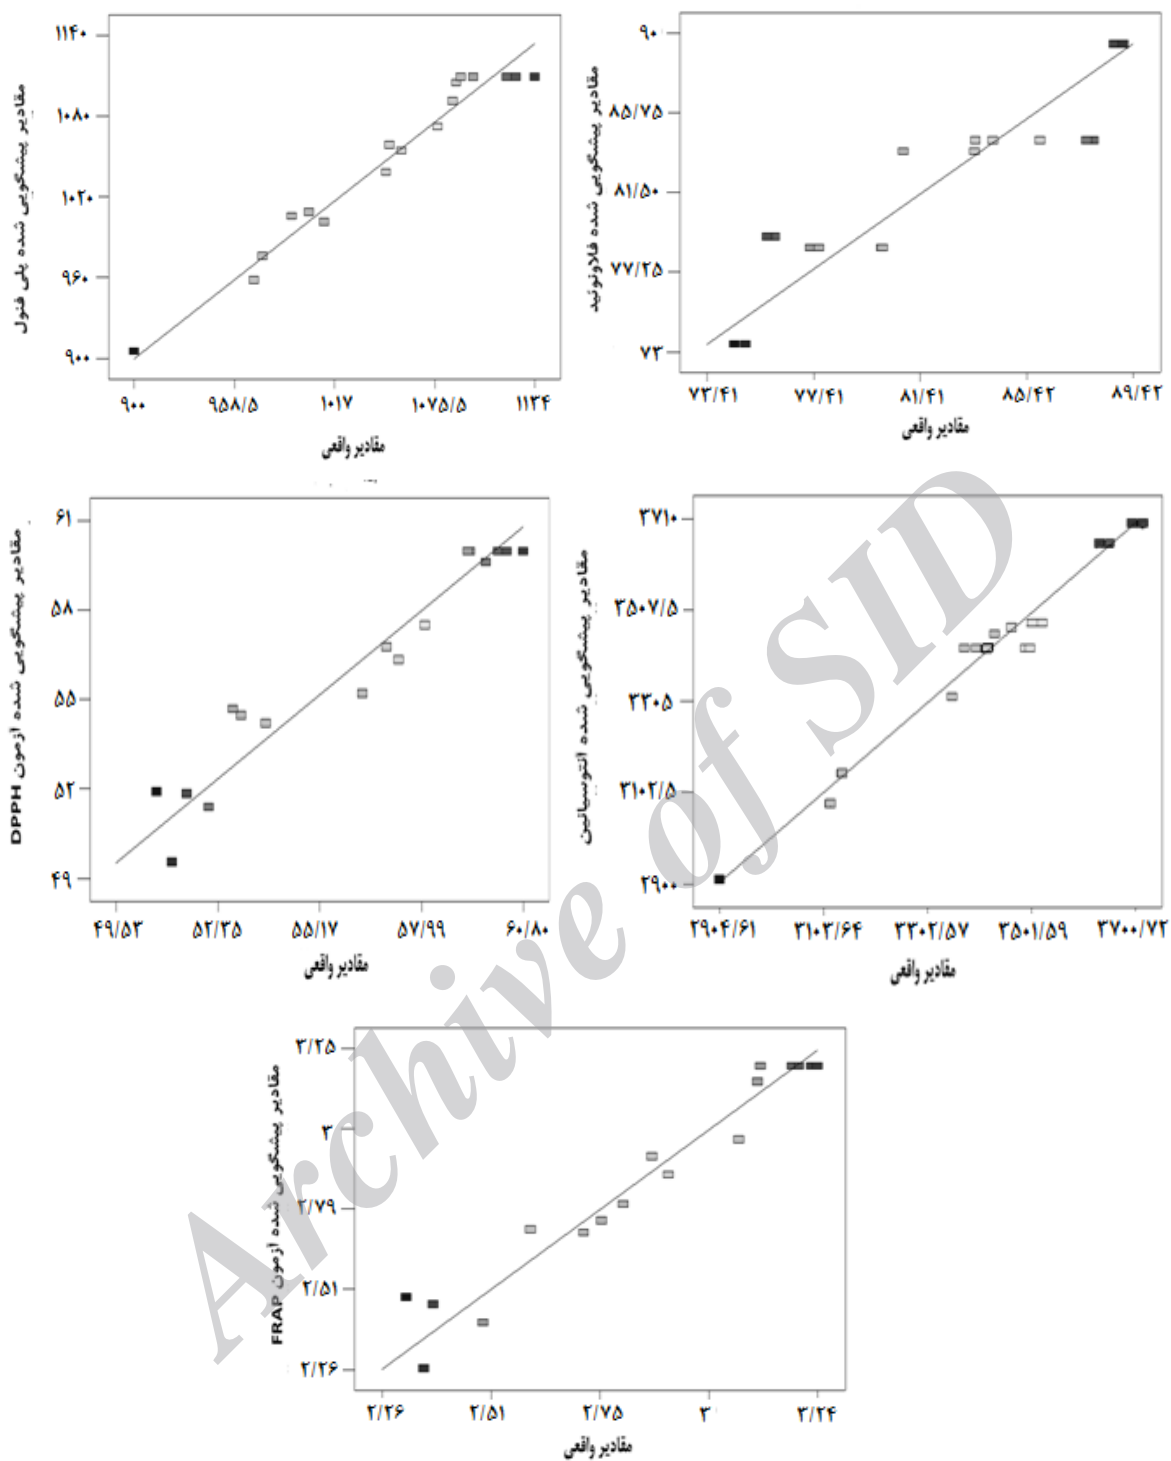 مقادیر پیشگویی شده پلی فنول
۱۱۴۰
۱۰۸۰
۱۰۲۰
۹۶۰
۹۰۰
۹۰۰ ۹۵۸/۵ ۱۰۱۷ ۱۰۷۵/۵ ۱۱۳۴
مقادیر واقعی
مقادیر پیشگویی شده فلاونوئید
۹۰
۸۵/۷۵
۸۱/۵۰
۷۷/۲۵
۷۳
۷۳/۴۱ ۷۷/۴۱ ۸۱/۴۱ ۸۵/۴۲ ۸۹/۴۲
مقادیر واقعی
مقادیر پیشگویی شده آزمون DPPH
۶۱
۵۸
۵۵
۵۲
۴۹
۴۹/۵۳ ۵۲/۳۵ ۵۵/۱۷ ۵۷/۹۹ ۶۰/۸۰
مقادیر واقعی
مقادیر پیشگویی شده آنتوسیانین
۳۷۱۰
۳۵۰۷/۵
۳۳۰۵
۳۱۰۲/۵
۲۹۰۰
۲۹۰۴/۶۱ ۳۱۰۳/۶۴ ۳۳۰۲/۵۷ ۳۵۰۱/۵۹ ۳۷۰۰/۷۲
مقادیر واقعی
مقادیر پیشگویی شده آزمون FRAP
۳/۲۵
۳
۲/۷۹
۲/۵۱
۲/۲۶
۲/۲۶ ۲/۵۱ ۲/۷۵ ۳ ۳/۲۴
مقادیر واقعی
Archive of SID